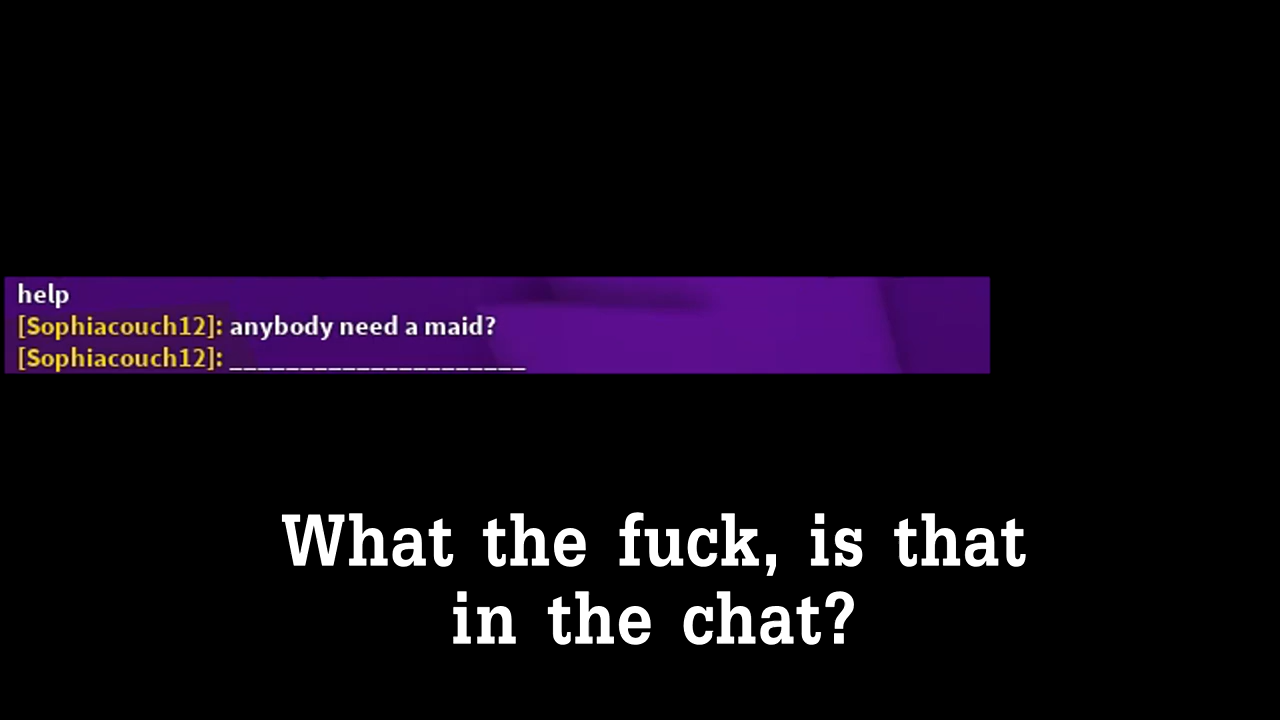 help
[Sophiacouch12]: anybody need a maid?
[Sophiacouch12]: _____________________
What the fuck, is that
in the chat?